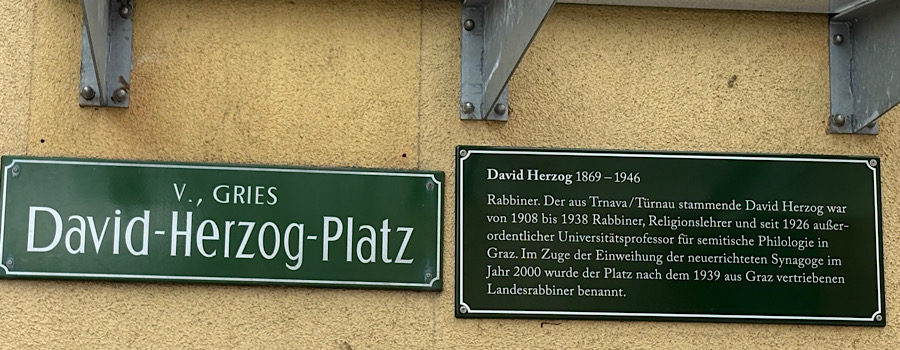 V., GRIES
David-Herzog-Platz
David Herzog 1869 – 1946
Rabbiner. Der aus Trnava/Türnau stammende David Herzog war
von 1908 bis 1938 Rabbiner, Religionslehrer und seit 1926 außer-
ordentlicher Universitätsprofessor für semitische Philologie in
Graz. Im Zuge der Einweihung der neuerrichteten Synagoge im
Jahr 2000 wurde der Platz nach dem 1939 aus Graz vertriebenen
Landesrabbiner benannt.